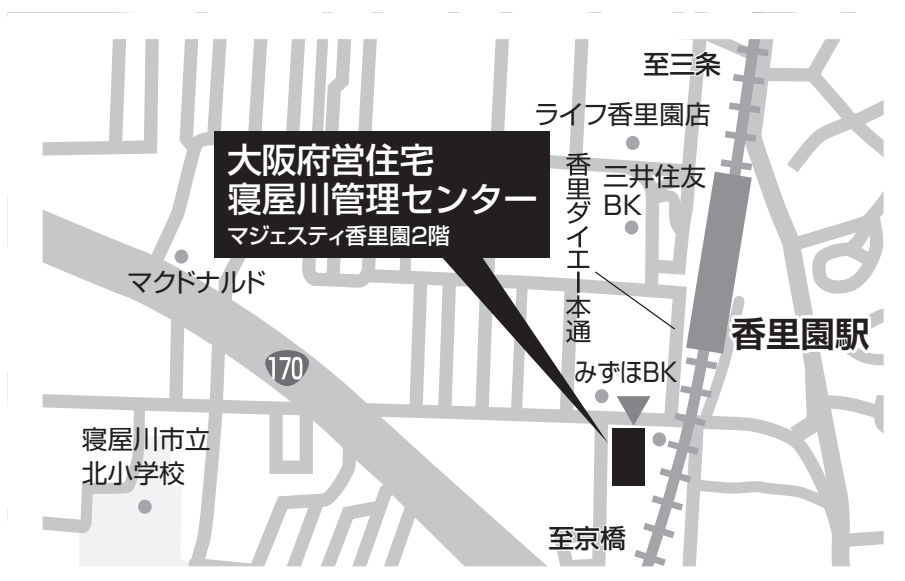 至三条
ライフ香里園店
大阪府営住宅
寝屋川管理センター
マジェスティ香里園2階
香里ダイエー本通
三井住友
BK
マクドナルド
香里園駅
170
みずほBK
寝屋川市立
北小学校
至京橋